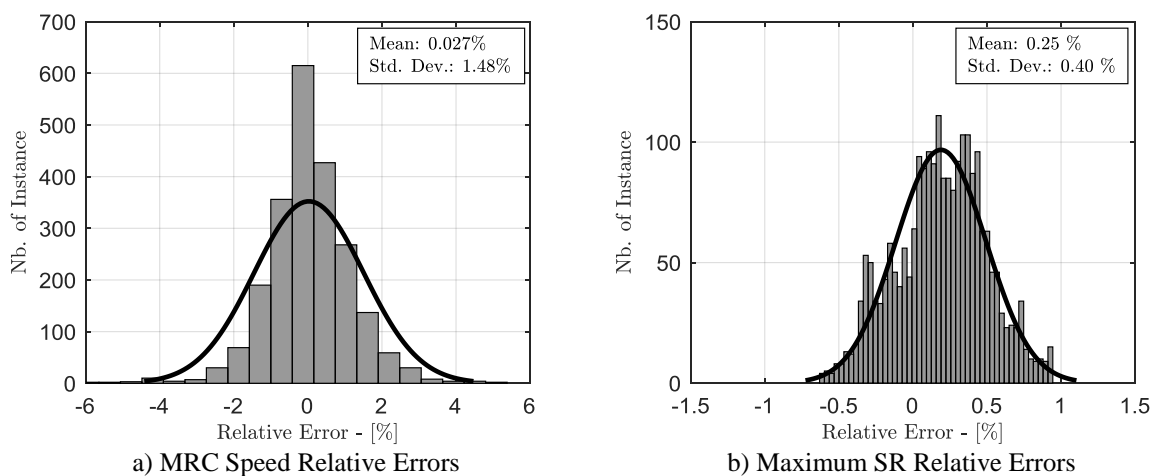 700
600
500
400
300
200
100
0
Nb. of Instance
Mean: 0.027%
Std. Dev.: 1.48%
-6 -4 -2 0 2 4 6
Relative Error - [%]
a) MRC Speed Relative Errors
150
100
50
0
Nb. of Instance
Mean: 0.25 %
Std. Dev.: 0.40 %
-1.5 -1 -0.5 0 0.5 1 1.5
Relative Error - [%]
b) Maximum SR Relative Errors